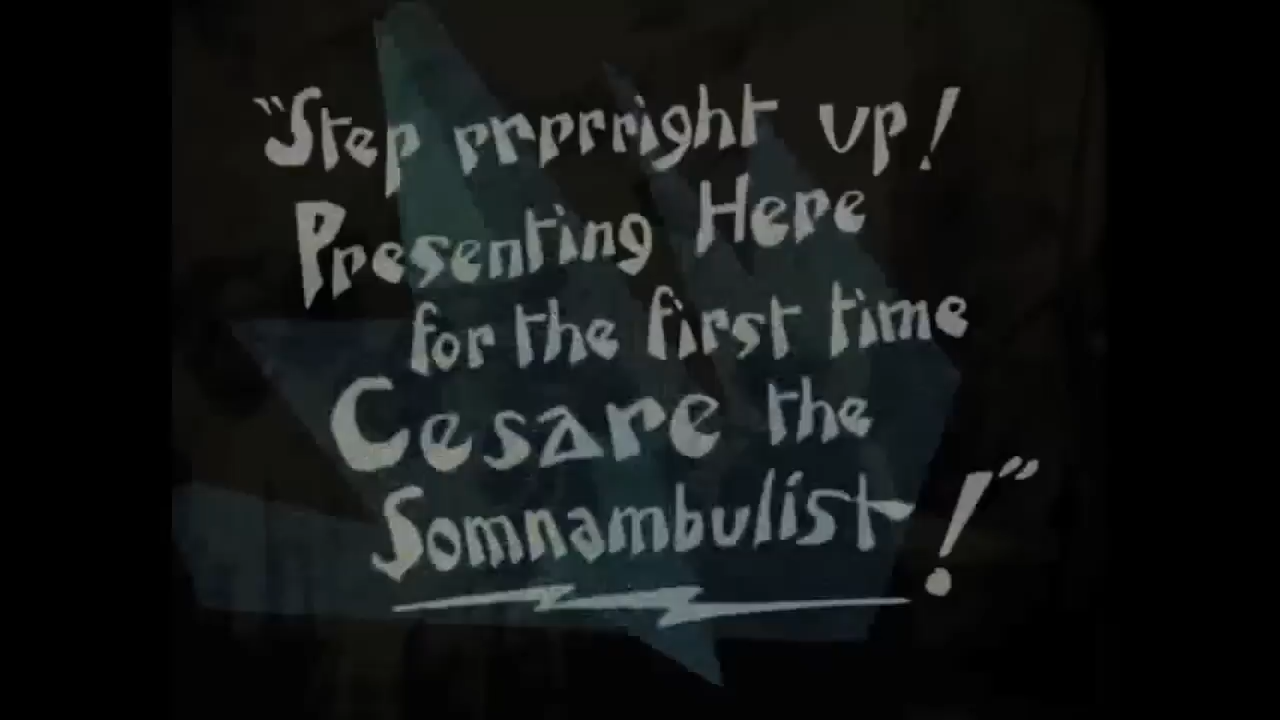 “Step rrrrright up!
Presenting Here
for the first time
Cesare the
Somnambulist!”